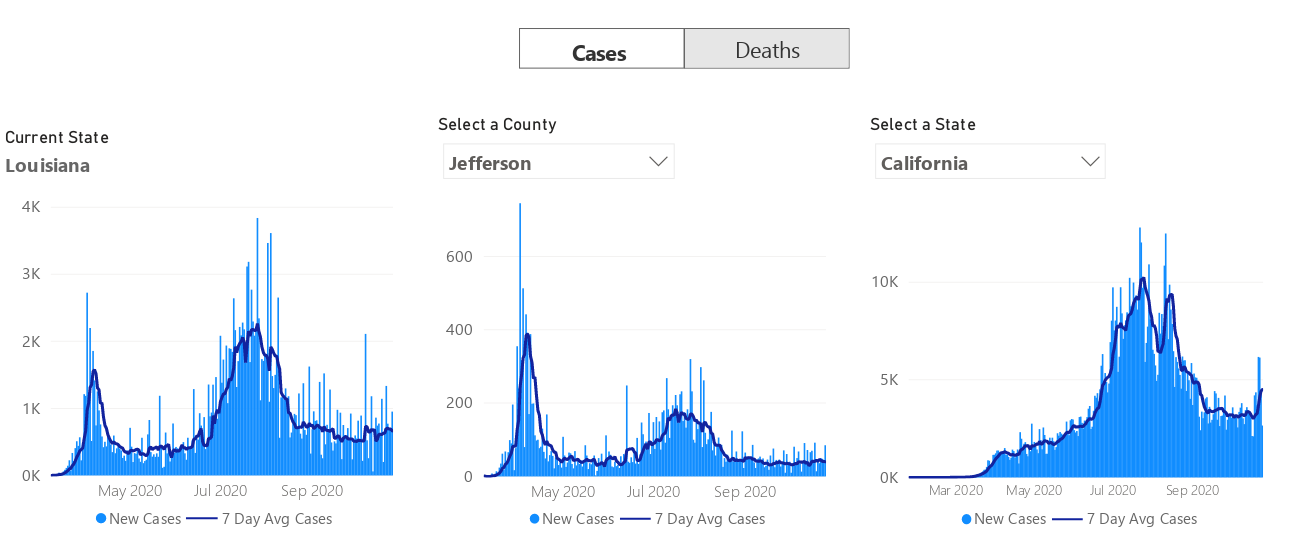 Cases
Deaths
Current State
Louisiana
4K
3K
2K
1K
0K
May 2020 Jul 2020 Sep 2020
New Cases 7 Day Avg Cases
Select a County
Jefferson
600
400
200
0
May 2020 Jul 2020 Sep 2020
New Cases 7 Day Avg Cases
Select a State
California
10K
5K
0K
Mar 2020 May 2020 Jul 2020 Sep 2020
New Cases 7 Day Avg Cases